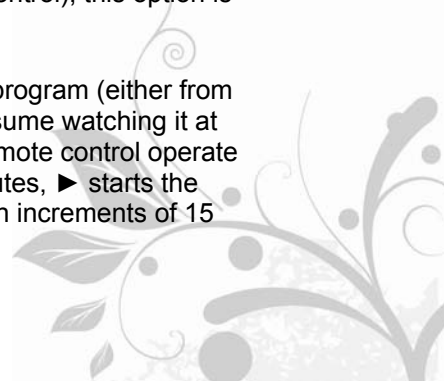 ontrol), this option is
program (either from
sume watching it at
mote control operate
utes, ► starts the
n increments of 15